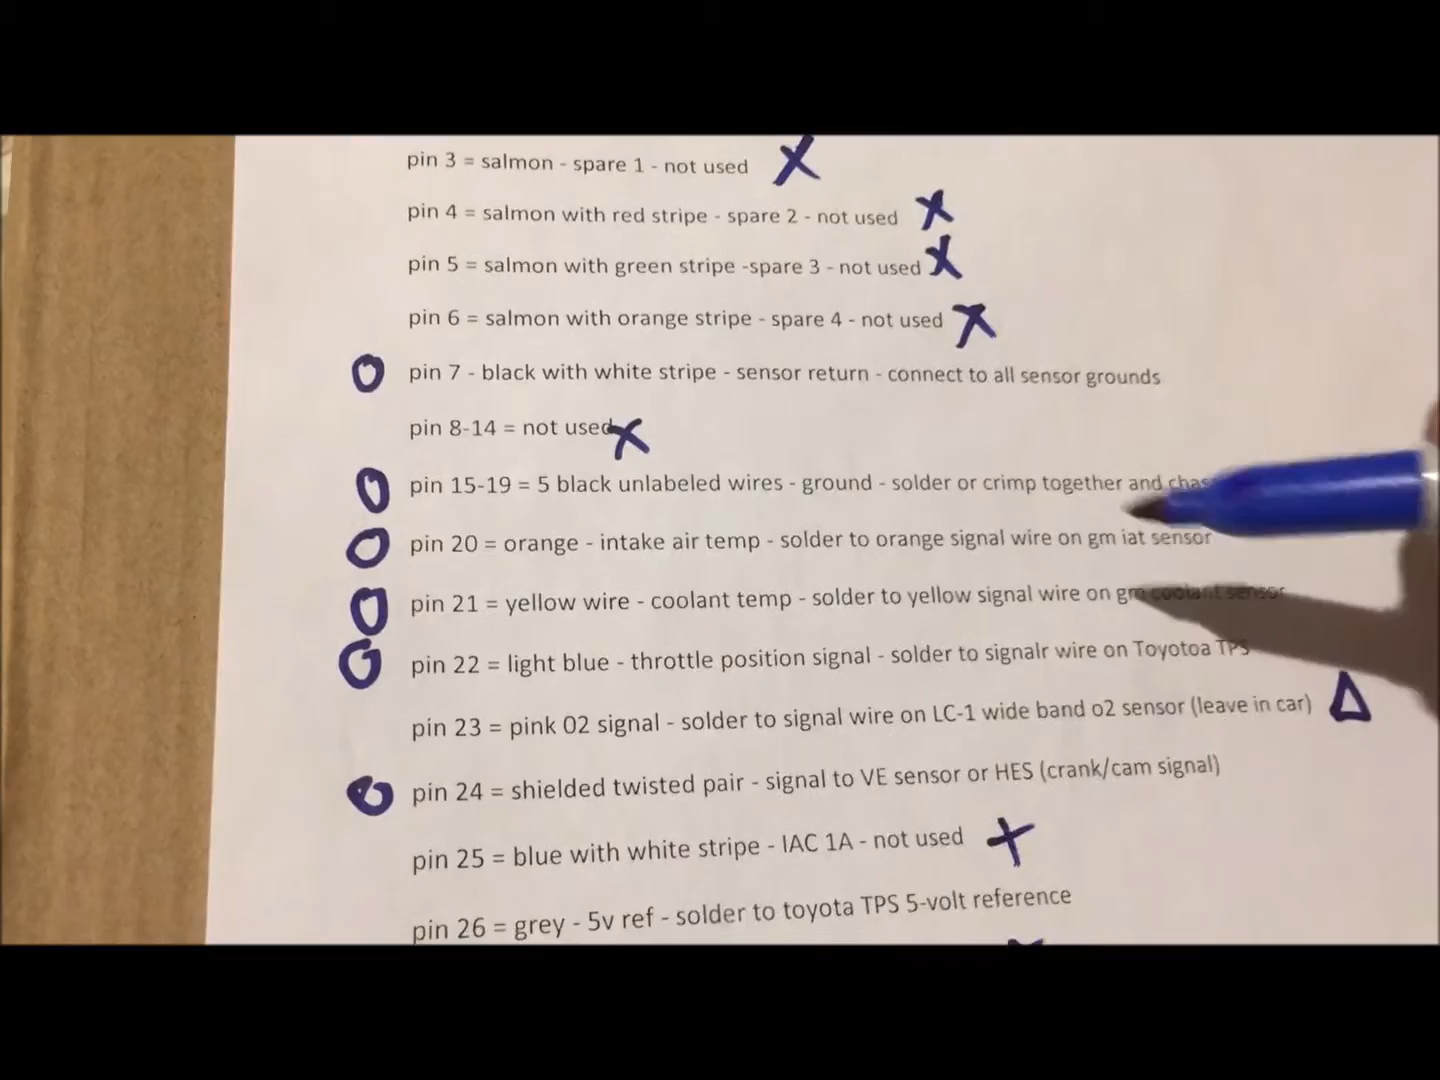 pin 3 = salmon - spare 1 - not used X
pin 4 = salmon with red stripe - spare 2 - not used X
pin 5 = salmon with green stripe -spare 3 - not used X
pin 6 = salmon with orange stripe - spare 4 - not used X
pin 7 - black with white stripe - sensor return - connect to all sensor grounds
pin 8-14 = not used X
pin 15-19 = 5 black unlabeled wires - ground - solder or crimp together and
pin 20 = orange - intake air temp - solder to orange signal wire on gm iat sensor
pin 21 = yellow wire - coolant temp - solder to yellow signal wire on gm coolant sensor
pin 22 = light blue - throttle position signal - solder to signalr wire on Toyotoa TPS
pin 23 = pink O2 signal - solder to signal wire on LC-1 wide band o2 sensor (leave in car)
pin 24 = shielded twisted pair - signal to VE sensor or HES (crank/cam signal)
pin 25 = blue with white stripe - IAC 1A - not used X
pin 26 = grey - 5v ref - solder to toyota TPS 5-volt reference